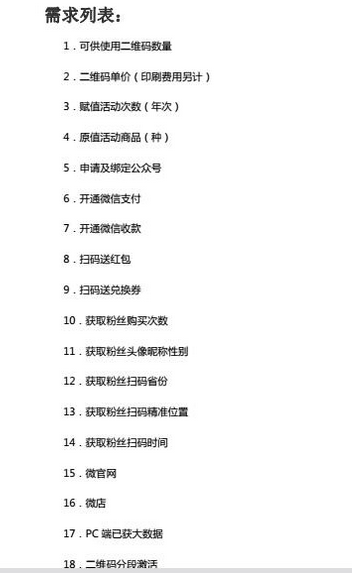 需求列表：
1．可供使用二维码数量
2．二维码单价（印刷费用另计）
3．赋值活动次数（年次）
4．原值活动商品（种）
5．申请及绑定公众号
6．开通微信支付
7．开通微信收款
8．扫码送红包
9．扫码送兑换券
10．获取粉丝购买次数
11．获取粉丝头像昵称性别
12．获取粉丝扫码省份
13．获取粉丝扫码精准位置
14．获取粉丝扫码时间
15．微官网
16．微店
17．PC 端已获大数据
18．二维码分段激活